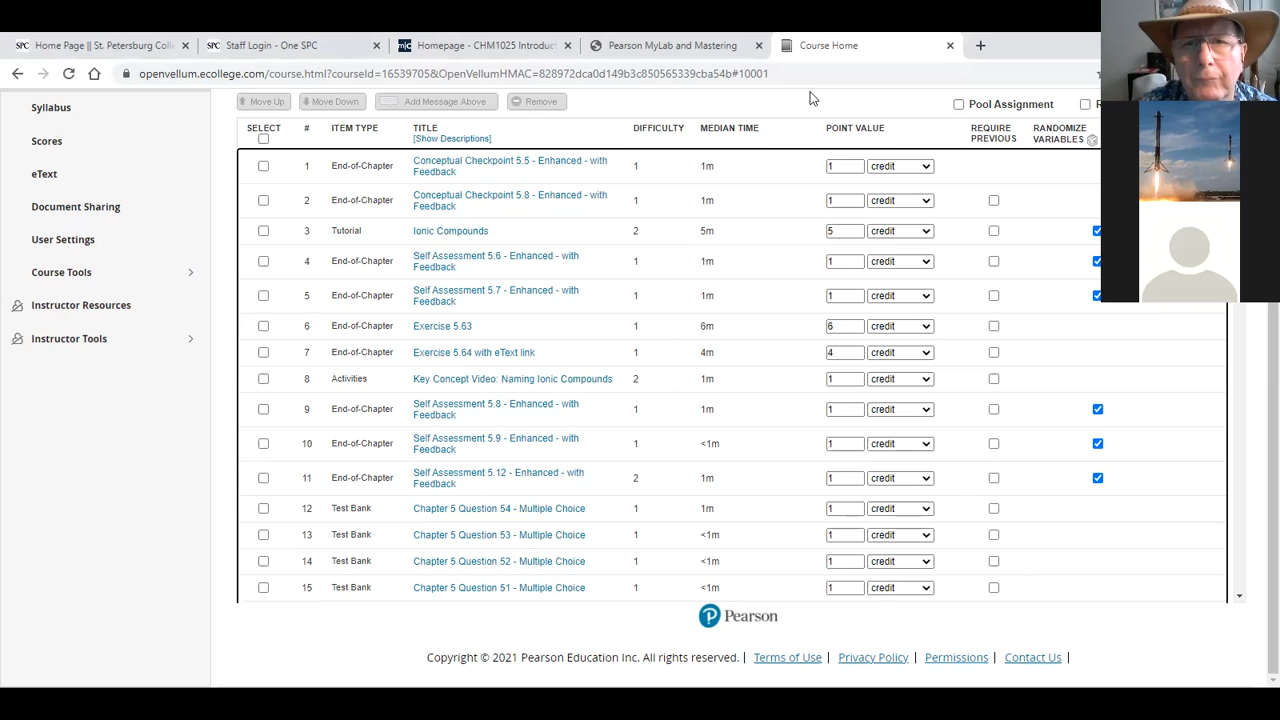 SPC Home Page || St. Petersburg Coll
SPC Staff Login - One SPC
Homepage - CHM1025 Introduct
Pearson MyLab and Mastering
Course Home
openvellum.ecollege.com/course.html?courseId=16539705&OpenVellumHMAC=828972dca0d149b3c850565339cba54b#10001
Syllabus
Scores
eText
Document Sharing
User Settings
Course Tools
Instructor Resources
Instructor Tools
Move Up Move Down Add Message Above Remove
Pool Assignment R
SELECT # ITEM TYPE TITLE DIFFICULTY MEDIAN TIME POINT VALUE REQUIRE PREVIOUS RANDOMIZE VARIABLES
[Show Descriptions]
1 End-of-Chapter Conceptual Checkpoint 5.5 - Enhanced - with 1 1m 1 credit
Feedback
2 End-of-Chapter Conceptual Checkpoint 5.8 - Enhanced - with 1 1m 1 credit
Feedback
3 Tutorial Ionic Compounds 2 5m 5 credit
4 End-of-Chapter Self Assessment 5.6 - Enhanced - with 1 1m 1 credit
Feedback
5 End-of-Chapter Self Assessment 5.7 - Enhanced - with 1 1m 1 credit
Feedback
6 End-of-Chapter Exercise 5.63 1 6m 6 credit
7 End-of-Chapter Exercise 5.64 with eText link 1 4m 4 credit
8 Activities Key Concept Video: Naming Ionic Compounds 2 1m 1 credit
9 End-of-Chapter Self Assessment 5.8 - Enhanced - with 1 1m 1 credit
Feedback
10 End-of-Chapter Self Assessment 5.9 - Enhanced - with 1 <1m 1 credit
Feedback
11 End-of-Chapter Self Assessment 5.12 - Enhanced - with 2 1m 1 credit
Feedback
12 Test Bank Chapter 5 Question 54 - Multiple Choice 1 1m 1 credit
13 Test Bank Chapter 5 Question 53 - Multiple Choice 1 <1m 1 credit
14 Test Bank Chapter 5 Question 52 - Multiple Choice 1 <1m 1 credit
15 Test Bank Chapter 5 Question 51 - Multiple Choice 1 <1m 1 credit
Pearson
Copyright © 2021 Pearson Education Inc. All rights reserved. | Terms of Use | Privacy Policy | Permissions | Contact Us |